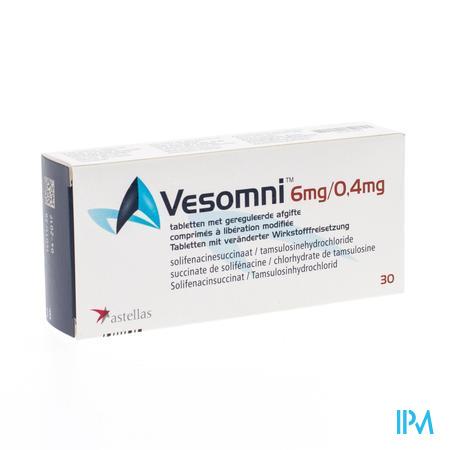 Vesomni™ 6mg/0,4mg
tabletten met gereguleerde afgifte
comprimés à libération modifiée
Tabletten mit veränderter Wirkstofffreisetzung
solifenacinesuccinaat / tamsulosinehydrochloride
succinate de solifénacine / chlorhydrate de tamsulosine
Solifenacinsuccinat / Tamsulosinhydrochlorid
30
astellas
IPM